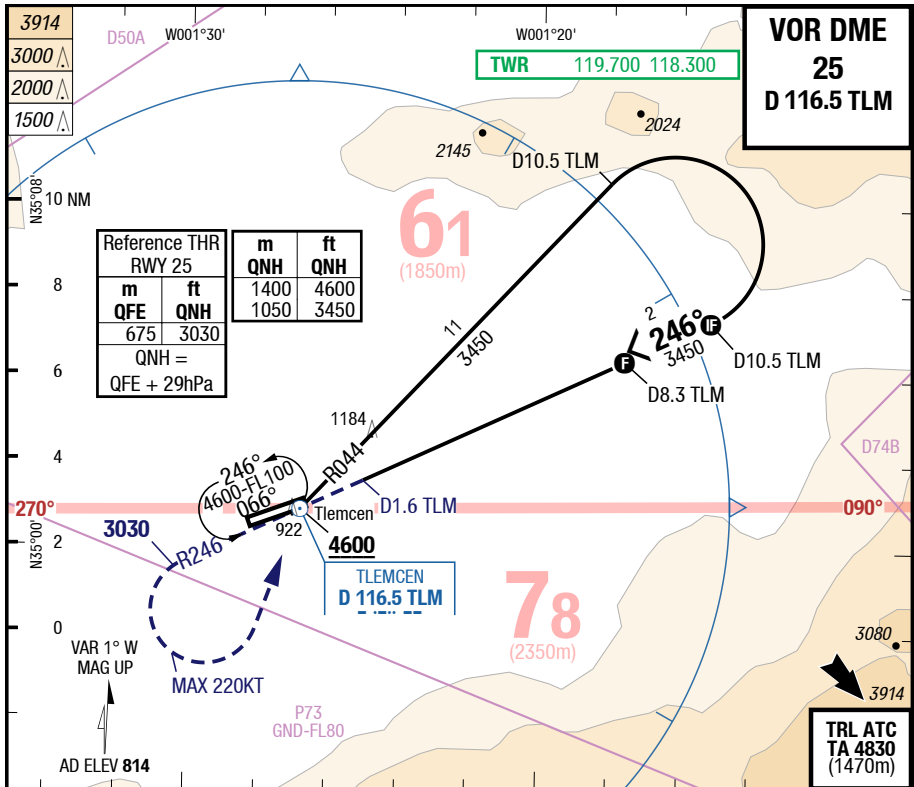 3914
3000
2000
1500
D50A
W001°30'
W001°20'
TWR 119.700 118.300
VOR DME
25
D 116.5 TLM
2145
2024
D10.5 TLM
N35°08'
10 NM
61
(1850m)
Reference THR
RWY 25
m ft
QFE QNH
675 3030
QNH =
QFE + 29hPa
m ft
QNH QNH
1400 4600
1050 3450
8
6
4
2
0
11
3450
2
246°
3450
IF
D10.5 TLM
F
D8.3 TLM
1184
R044
D74B
246°
4600-FL100
066°
D1.6 TLM
270°
090°
Tlemcen
922
4600
3030
R246
N35°00'
TLEMCEN
D 116.5 TLM
78
(2350m)
MAX 220KT
VAR 1° W
MAG UP
P73
GND-FL80
3080
3914
AD ELEV 814
TRL ATC
TA 4830
(1470m)